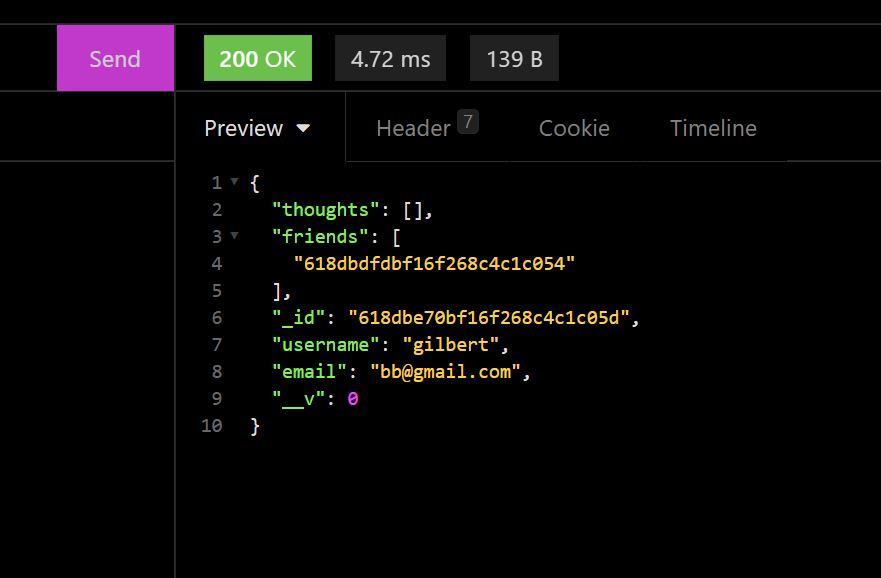 Send 200 OK 4.72 ms 139 B
Preview Header 7 Cookie Timeline
1 {
2 "thoughts": [],
3 "friends": [
4 "618dbdfdbf16f268c4c1c054"
5 ],
6 "_id": "618dbe70bf16f268c4c1c05d",
7 "username": "gilbert",
8 "email": "bb@gmail.com",
9 "__v": 0
10 }